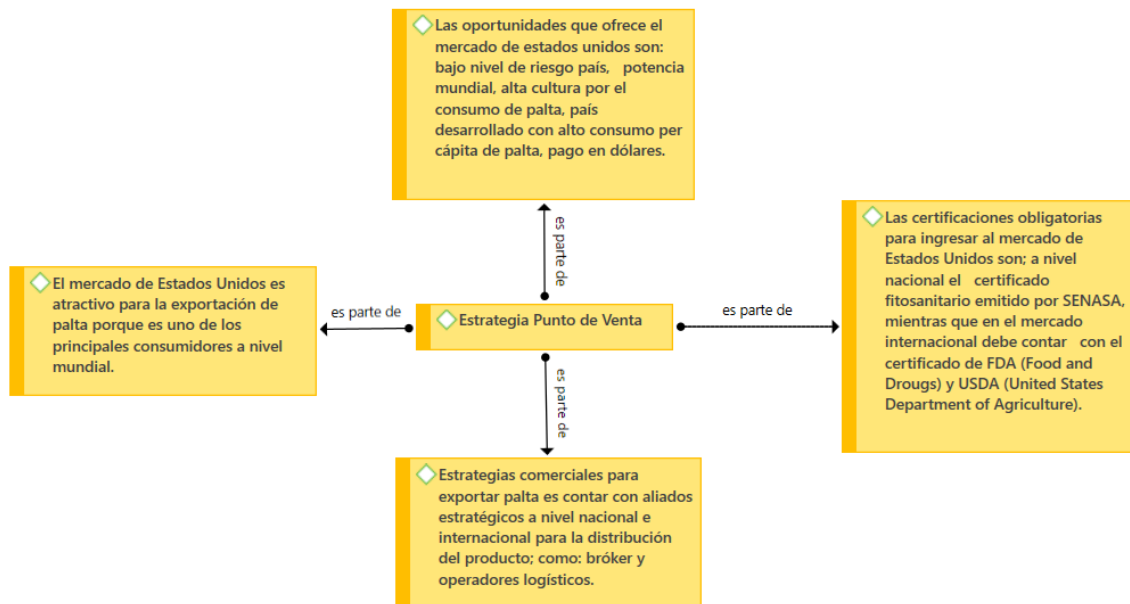 Las oportunidades que ofrece el
mercado de estados unidos son:
bajo nivel de riesgo país, potencia
mundial, alta cultura por el
consumo de palta, país
desarrollado con alto consumo per
cápita de palta, pago en dólares.
es parte de
El mercado de Estados Unidos es
atractivo para la exportación de
palta porque es uno de los
principales consumidores a nivel
mundial.
es parte de
Estrategia Punto de Venta
es parte de
Las certificaciones obligatorias
para ingresar al mercado de
Estados Unidos son; a nivel
nacional el certificado
fitosanitario emitido por SENASA,
mientras que en el mercado
internacional debe contar con el
certificado de FDA (Food and
Drougs) y USDA (United States
Department of Agriculture).
es parte de
Estrategias comerciales para
exportar palta es contar con aliados
estratégicos a nivel nacional e
internacional para la distribución
del producto; como: bróker y
operadores logísticos.